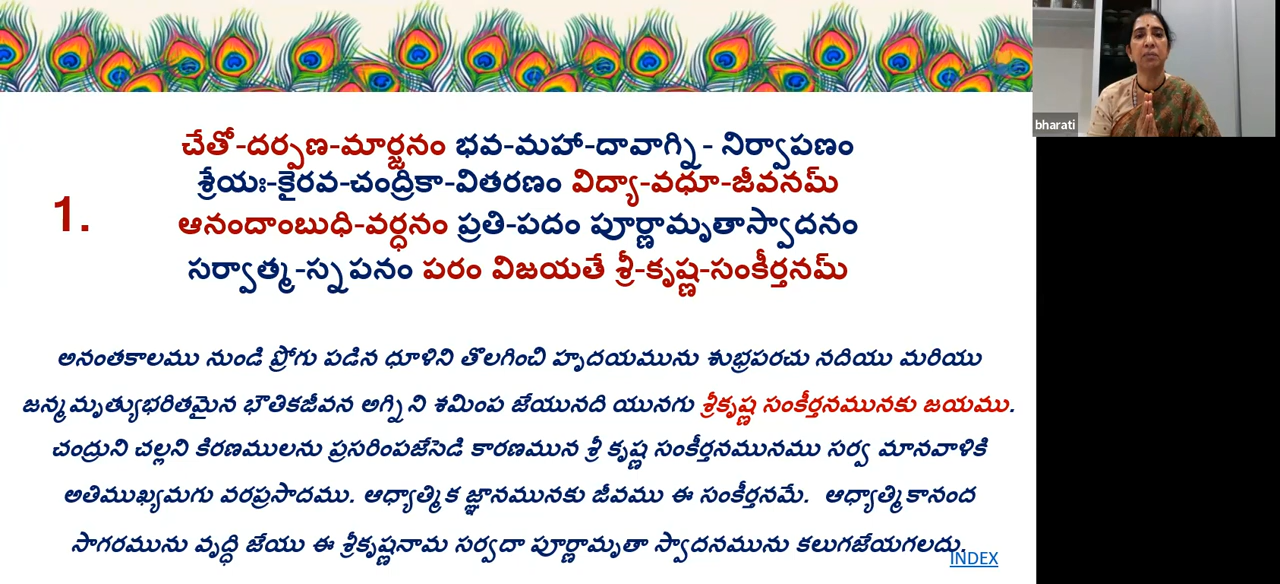 bharati
1.
చేతో-దర్పణ-మార్జనం భవ-మహా-దావాగ్ని - నిర్వాపణం
శ్రేయః-కైరవ-చంద్రికా-వితరణం విద్యా-వధూ-జీవనమ్
ఆనందాంబుధి-వర్ధనం ప్రతి-పదం పూర్ణామృతాస్వాదనం
సర్వాత్మ-స్నపనం పరం విజయతే శ్రీ-కృష్ణ-సంకీర్తనమ్
అనంతకాలము నుండి ప్రోగు పడిన ధూళిని తొలగించి హృదయమును శుభ్రపరచు నదియు మరియు
జన్మమృత్యుభరితమైన భౌతికజీవన అగ్నిని శమింప జేయునది యునగు శ్రీకృష్ణ సంకీర్తనమునకు జయము.
చంద్రుని చల్లని కిరణములను ప్రసరింపజేసెడి కారణమున శ్రీ కృష్ణ సంకీర్తనమునము సర్వ మానవాళికి
అతిముఖ్యమగు వరప్రసాదము. ఆధ్యాత్మిక జ్ఞానమునకు జీవము ఈ సంకీర్తనమే. ఆధ్యాత్మికానంద
సాగరమును వృద్ధి జేయు ఈ శ్రీకృష్ణనామ సర్వదా పూర్ణామృతా స్వాదనమును కలుగజేయగలదు.
INDEX